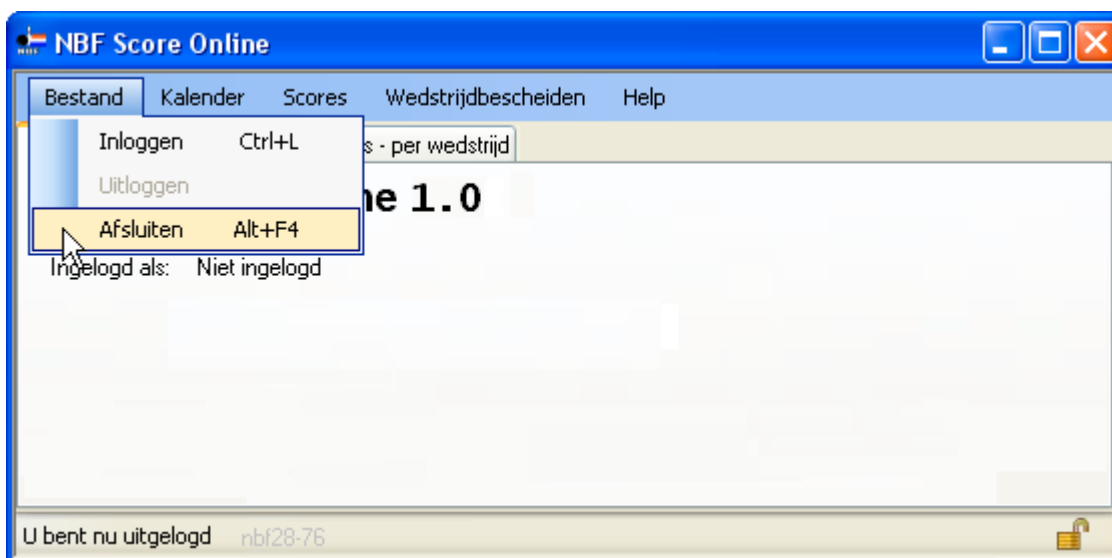 NBF Score Online
Bestand Kalender Scores Wedstrijdbescheiden Help
Inloggen Ctrl+L
s - per wedstrijd
Uitloggen
ne 1.0
Afsluiten Alt+F4
Ingelogd als: Niet ingelogd
U bent nu uitgelogd nbf28-76